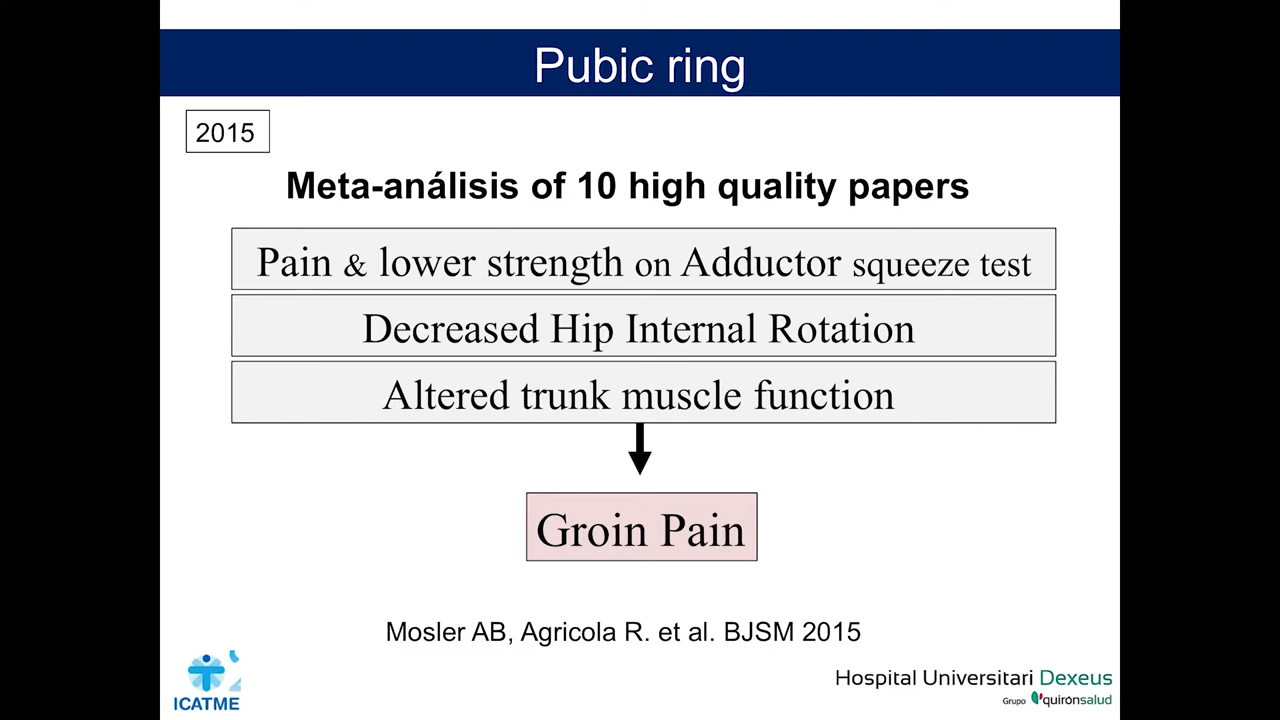 Pubic ring
2015
Meta-análisis of 10 high quality papers
Pain & lower strength on Adductor squeeze test
Decreased Hip Internal Rotation
Altered trunk muscle function
Groin Pain
Mosler AB, Agricola R. et al. BJSM 2015
ICATME
Hospital Universitari Dexeus
Grupo quirónsalud